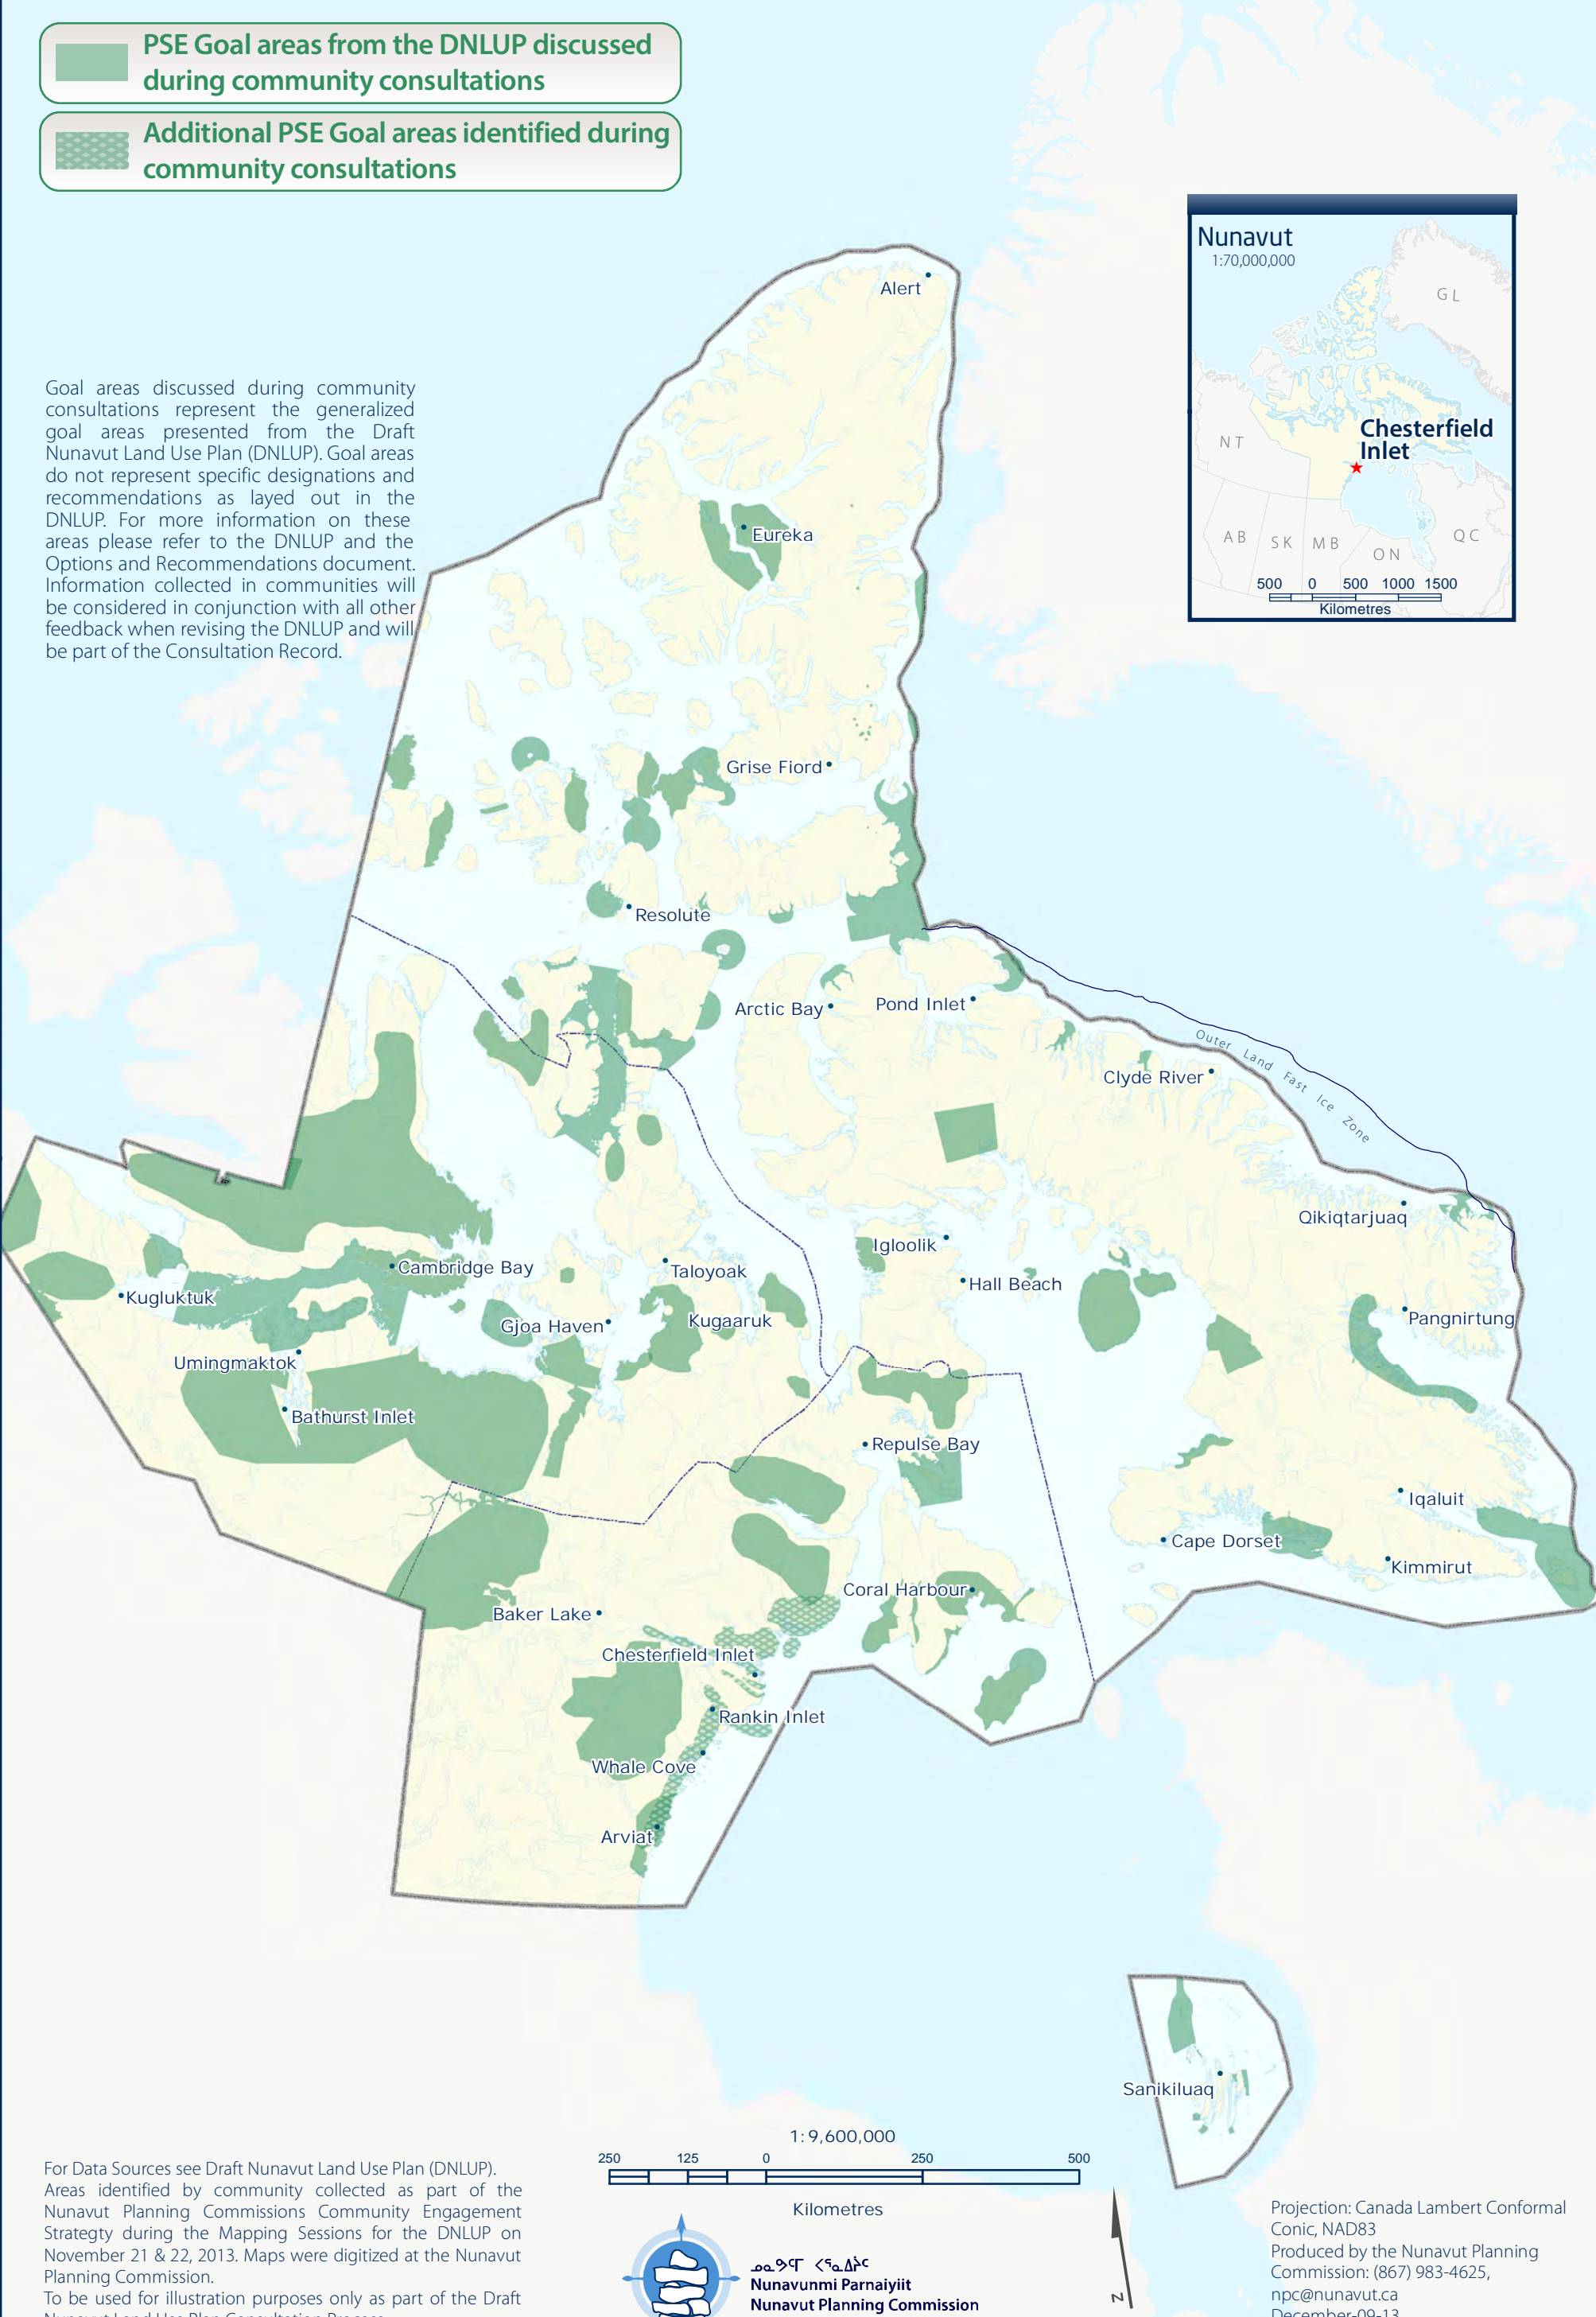 PSE Goal areas from the DNLUP discussed
during community consultations
Additional PSE Goal areas identified during
community consultations
Nunavut
1:70,000,000
GL
NT
Chesterfield
Inlet
AB
SK
MB
ON
QC
500 0 500 1000 1500
Kilometres
Goal areas discussed during community
consultations represent the generalized
goal areas presented from the Draft
Nunavut Land Use Plan (DNLUP). Goal areas
do not represent specific designations and
recommendations as layed out in the
DNLUP. For more information on these
areas please refer to the DNLUP and the
Options and Recommendations document.
Information collected in communities will
be considered in conjunction with all other
feedback when revising the DNLUP and will
be part of the Consultation Record.
Alert
Eureka
Grise Fiord
Resolute
Arctic Bay
Pond Inlet
Clyde River
Outer Land Fast Ice Zone
Qikiqtarjuaq
Igloolik
Hall Beach
Cambridge Bay
Taloyoak
Kugluktuk
Gjoa Haven
Kugaaruk
Pangnirtung
Umingmaktok
Bathurst Inlet
Repulse Bay
Iqaluit
Cape Dorset
Kimmirut
Coral Harbour
Baker Lake
Chesterfield Inlet
Rankin Inlet
Whale Cove
Arviat
Sanikiluaq
1:9,600,000
250 125 0 250 500
Kilometres
For Data Sources see Draft Nunavut Land Use Plan (DNLUP).
Areas identified by community collected as part of the
Nunavut Planning Commissions Community Engagement
Strategty during the Mapping Sessions for the DNLUP on
November 21 & 22, 2013. Maps were digitized at the Nunavut
Planning Commission.
To be used for illustration purposes only as part of the Draft
Nunavut Land Use Plan Consultation Process.
ᓄᓇᕗᒻᒥ ᐸᕐᓇᐃᔨᑦ
Nunavunmi Parnaiyiit
Nunavut Planning Commission
N
Projection: Canada Lambert Conformal
Conic, NAD83
Produced by the Nunavut Planning
Commission: (867) 983-4625,
npc@nunavut.ca
December-09-13